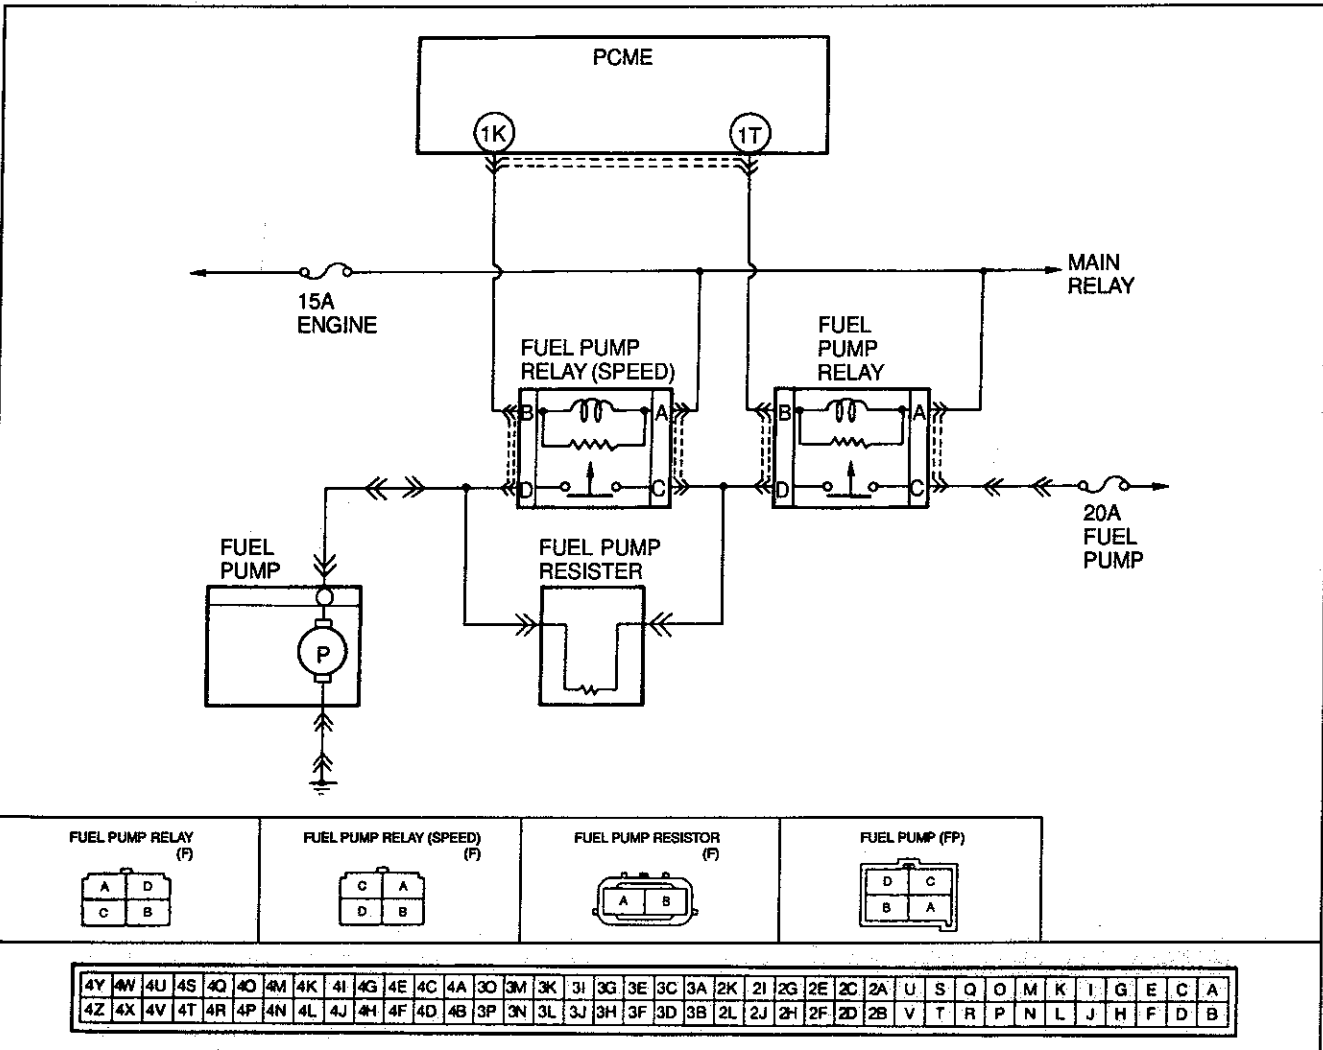 PCME
1K 1T
MAIN
RELAY
15A
ENGINE
FUEL PUMP
RELAY (SPEED)
FUEL
PUMP
RELAY
B A B A
D C D C
20A
FUEL
PUMP
FUEL
PUMP
FUEL PUMP
RESISTER
P
FUEL PUMP RELAY
(F)
A D
C B
FUEL PUMP RELAY (SPEED)
(F)
C A
D B
FUEL PUMP RESISTOR
(F)
A B
FUEL PUMP (FP)
D C
B A
4Y 4W 4U 4S 4Q 4O 4M 4K 4I 4G 4E 4C 4A 3O 3M 3K 3I 3G 3E 3C 3A 2K 2I 2G 2E 2C 2A U S Q O M K I G E C A
4Z 4X 4V 4T 4R 4P 4N 4L 4J 4H 4F 4D 4B 3P 3N 3L 3J 3H 3F 3D 3B 2L 2J 2H 2F 2D 2B V T R P N L J H F D B